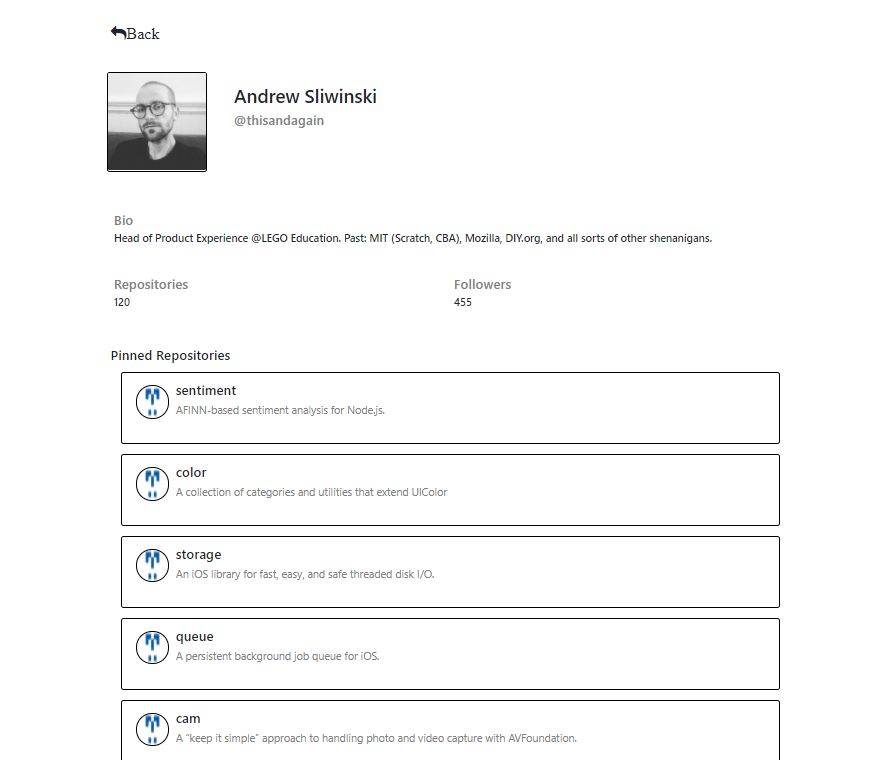 Back
Andrew Sliwinski
@thisandagain
Bio
Head of Product Experience @LEGO Education. Past: MIT (Scratch, CBA), Mozilla, DIY.org, and all sorts of other shenanigans.
Repositories
Followers
120
455
Pinned Repositories
sentiment
AFINN-based sentiment analysis for Node.js.
color
A collection of categories and utilities that extend UIColor
storage
An iOS library for fast, easy, and safe threaded disk I/O.
queue
A persistent background job queue for iOS.
cam
A "keep it simple" approach to handling photo and video capture with AVFoundation.